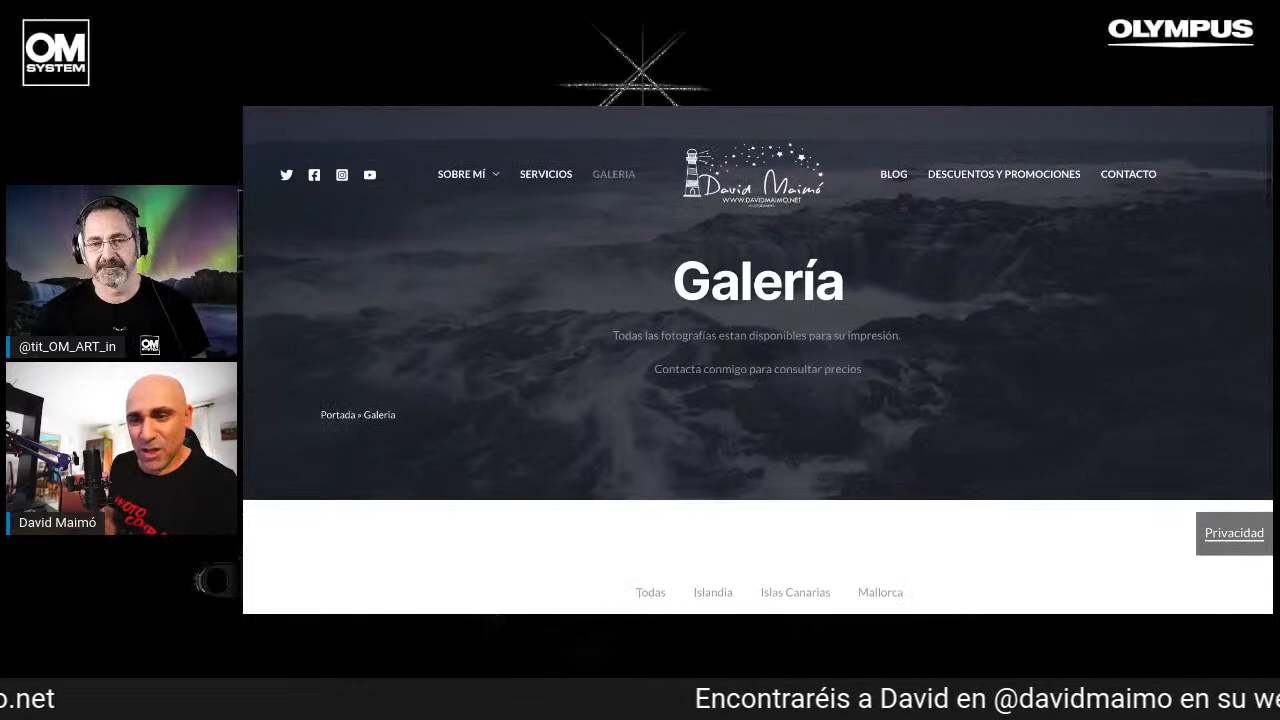 OM
SYSTEM
OLYMPUS
SOBRE MÍ
SERVICIOS
GALERIA
David Maimó
WWW.DAVIDMAIMO.NET
BLOG
DESCUENTOS Y PROMOCIONES
CONTACTO
Galería
Todas las fotografías estan disponibles para su impresión.
Contacta conmigo para consultar precios
Portada » Galeria
@tit_OM_ART_in
OM
SYSTEM
David Maimó
Privacidad
Todas
Islandia
Islas Canarias
Mallorca
o.net
Encontraréis a David en @davidmaimo en su we